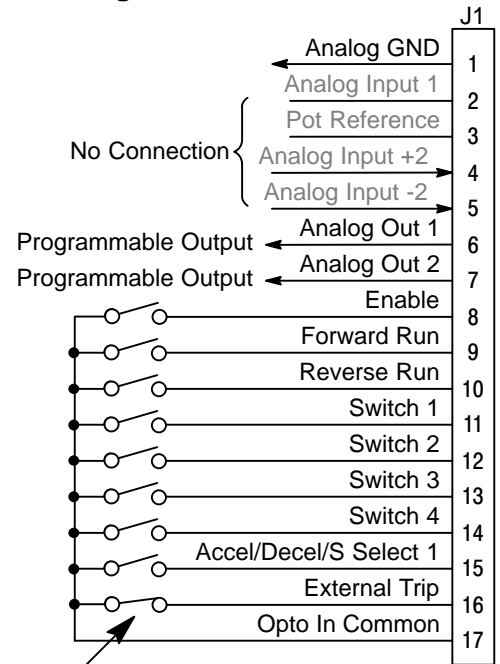 J1
Analog GND 1
Analog Input 1 2
Pot Reference 3
No Connection
Analog Input +2 4
Analog Input -2 5
Programmable Output Analog Out 1 6
Programmable Output Analog Out 2 7
Enable 8
Forward Run 9
Reverse Run 10
Switch 1 11
Switch 2 12
Switch 3 13
Switch 4 14
Accel/Decel/S Select 1 15
External Trip 16
Opto In Common 17